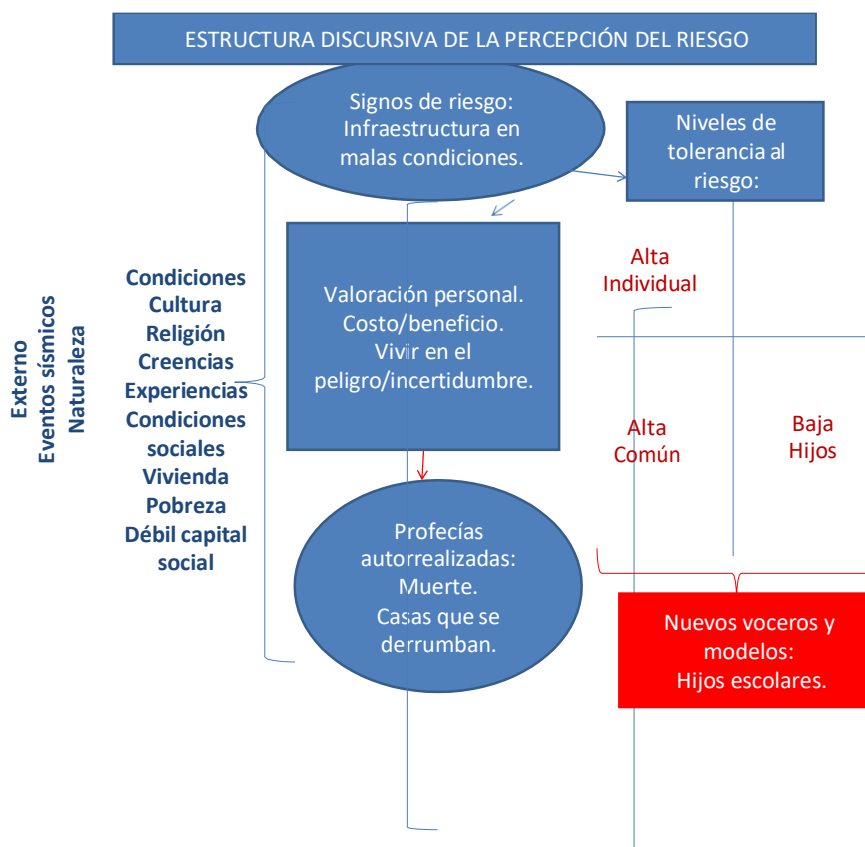 ESTRUCTURA DISCURSIVA DE LA PERCEPCIÓN DEL RIESGO
Signos de riesgo:
Infraestructura en
malas condiciones.
Niveles de
tolerancia al
riesgo:
Externo
Eventos sísmicos
Naturaleza
Condiciones
Cultura
Religión
Creencias
Experiencias
Condiciones
sociales
Vivienda
Pobreza
Débil capital
social
Valoración personal.
Costo/beneficio.
Vivir en el
peligro/incertidumbre.
Alta
Individual
Alta
Común
Baja
Hijos
Profecías
autorrealizadas:
Muerte.
Casas que se
derrumban.
Nuevos voceros y
modelos:
Hijos escolares.